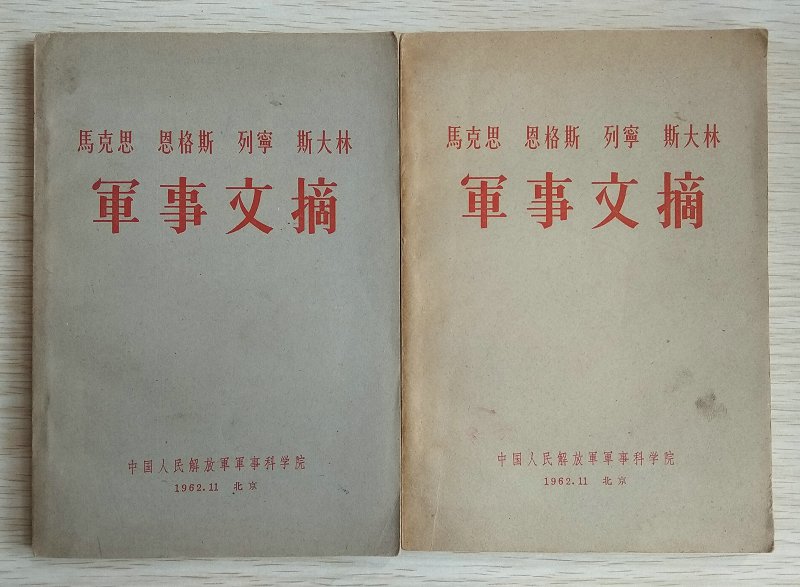 馬克思 恩格斯 列寧 斯大林
軍事文摘
中国人民解放軍軍事科学院
1962.11 北京
馬克思 恩格斯 列寧 斯大林
軍事文摘
中国人民解放軍軍事科学院
1962.11 北京